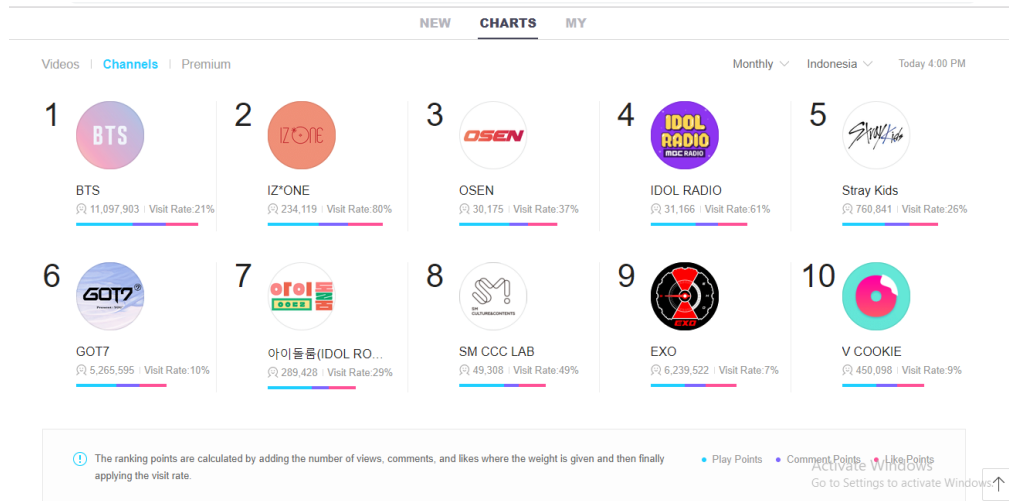 NEW CHARTS MY
Videos Channels Premium Monthly Indonesia Today 4:00 PM
1 BTS 2 IZ*ONE 3 OSEN 4 IDOL RADIO MBC RADIO 5 Stray Kids
BTS IZ*ONE OSEN IDOL RADIO Stray Kids
11,097,903 Visit Rate:21% 234,119 Visit Rate:80% 30,175 Visit Rate:37% 31,166 Visit Rate:61% 760,841 Visit Rate:26%
6 GOT7 7 아이돌룸 8 SM! SM CULTURE&CONTENTS 9 EXO 10
GOT7 아이돌룸(IDOL RO... SM CCC LAB EXO V COOKIE
5,265,595 Visit Rate:10% 289,428 Visit Rate:29% 49,308 Visit Rate:49% 6,239,522 Visit Rate:7% 450,098 Visit Rate:9%
The ranking points are calculated by adding the number of views, comments, and likes where the weight is given and then finally
applying the visit rate.
Play Points Comment Points Like Points
Activate Windows
Go to Settings to activate Windows.